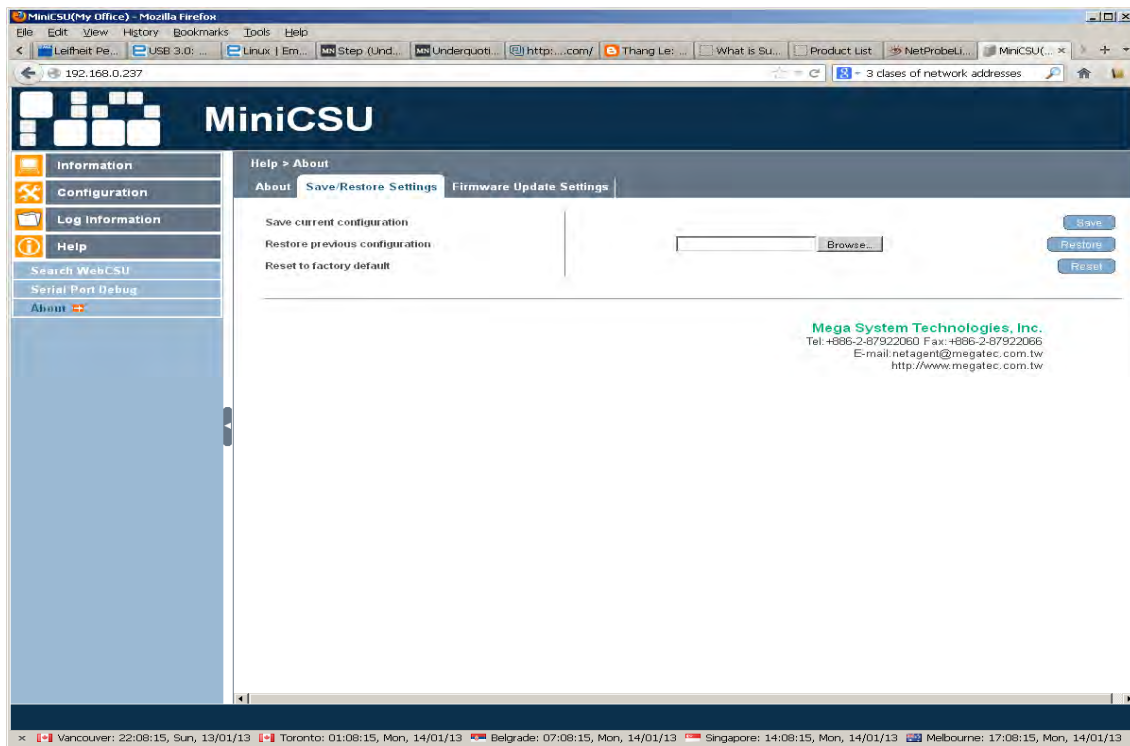 MiniCSU(My Office) - Mozilla Firefox
File Edit View History Bookmarks Tools Help
Leifheit Pe... USB 3.0: ... Linux | Em... Step (Und... Underquoti... http:....com/ Thang Le: ... What is Su... Product List NetProbeLi... MiniCSU(...
192.168.0.237 3 clases of network addresses
MiniCSU
Information
Configuration
Log Information
Help
Search WebCSU
Serial Port Debug
About
Help > About
About Save/Restore Settings Firmware Update Settings
Save current configuration Save
Restore previous configuration Browse... Restore
Reset to factory default Reset
Mega System Technologies, Inc.
Tel:+886-2-87922060 Fax:+886-2-87922066
E-mail:netagent@megatec.com.tw
http://www.megatec.com.tw
Vancouver: 22:08:15, Sun, 13/01/13 Toronto: 01:08:15, Mon, 14/01/13 Belgrade: 07:08:15, Mon, 14/01/13 Singapore: 14:08:15, Mon, 14/01/13 Melbourne: 17:08:15, Mon, 14/01/13